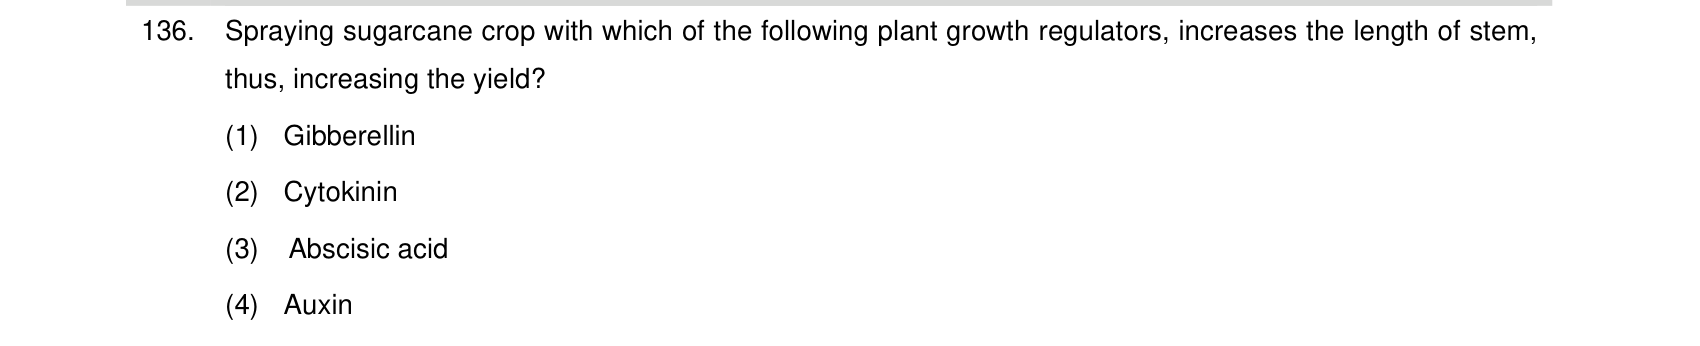 136. Spraying sugarcane crop with which of the following plant growth regulators, increases the length of stem,
thus, increasing the yield?
(1) Gibberellin
(2) Cytokinin
(3) Abscisic acid
(4) Auxin